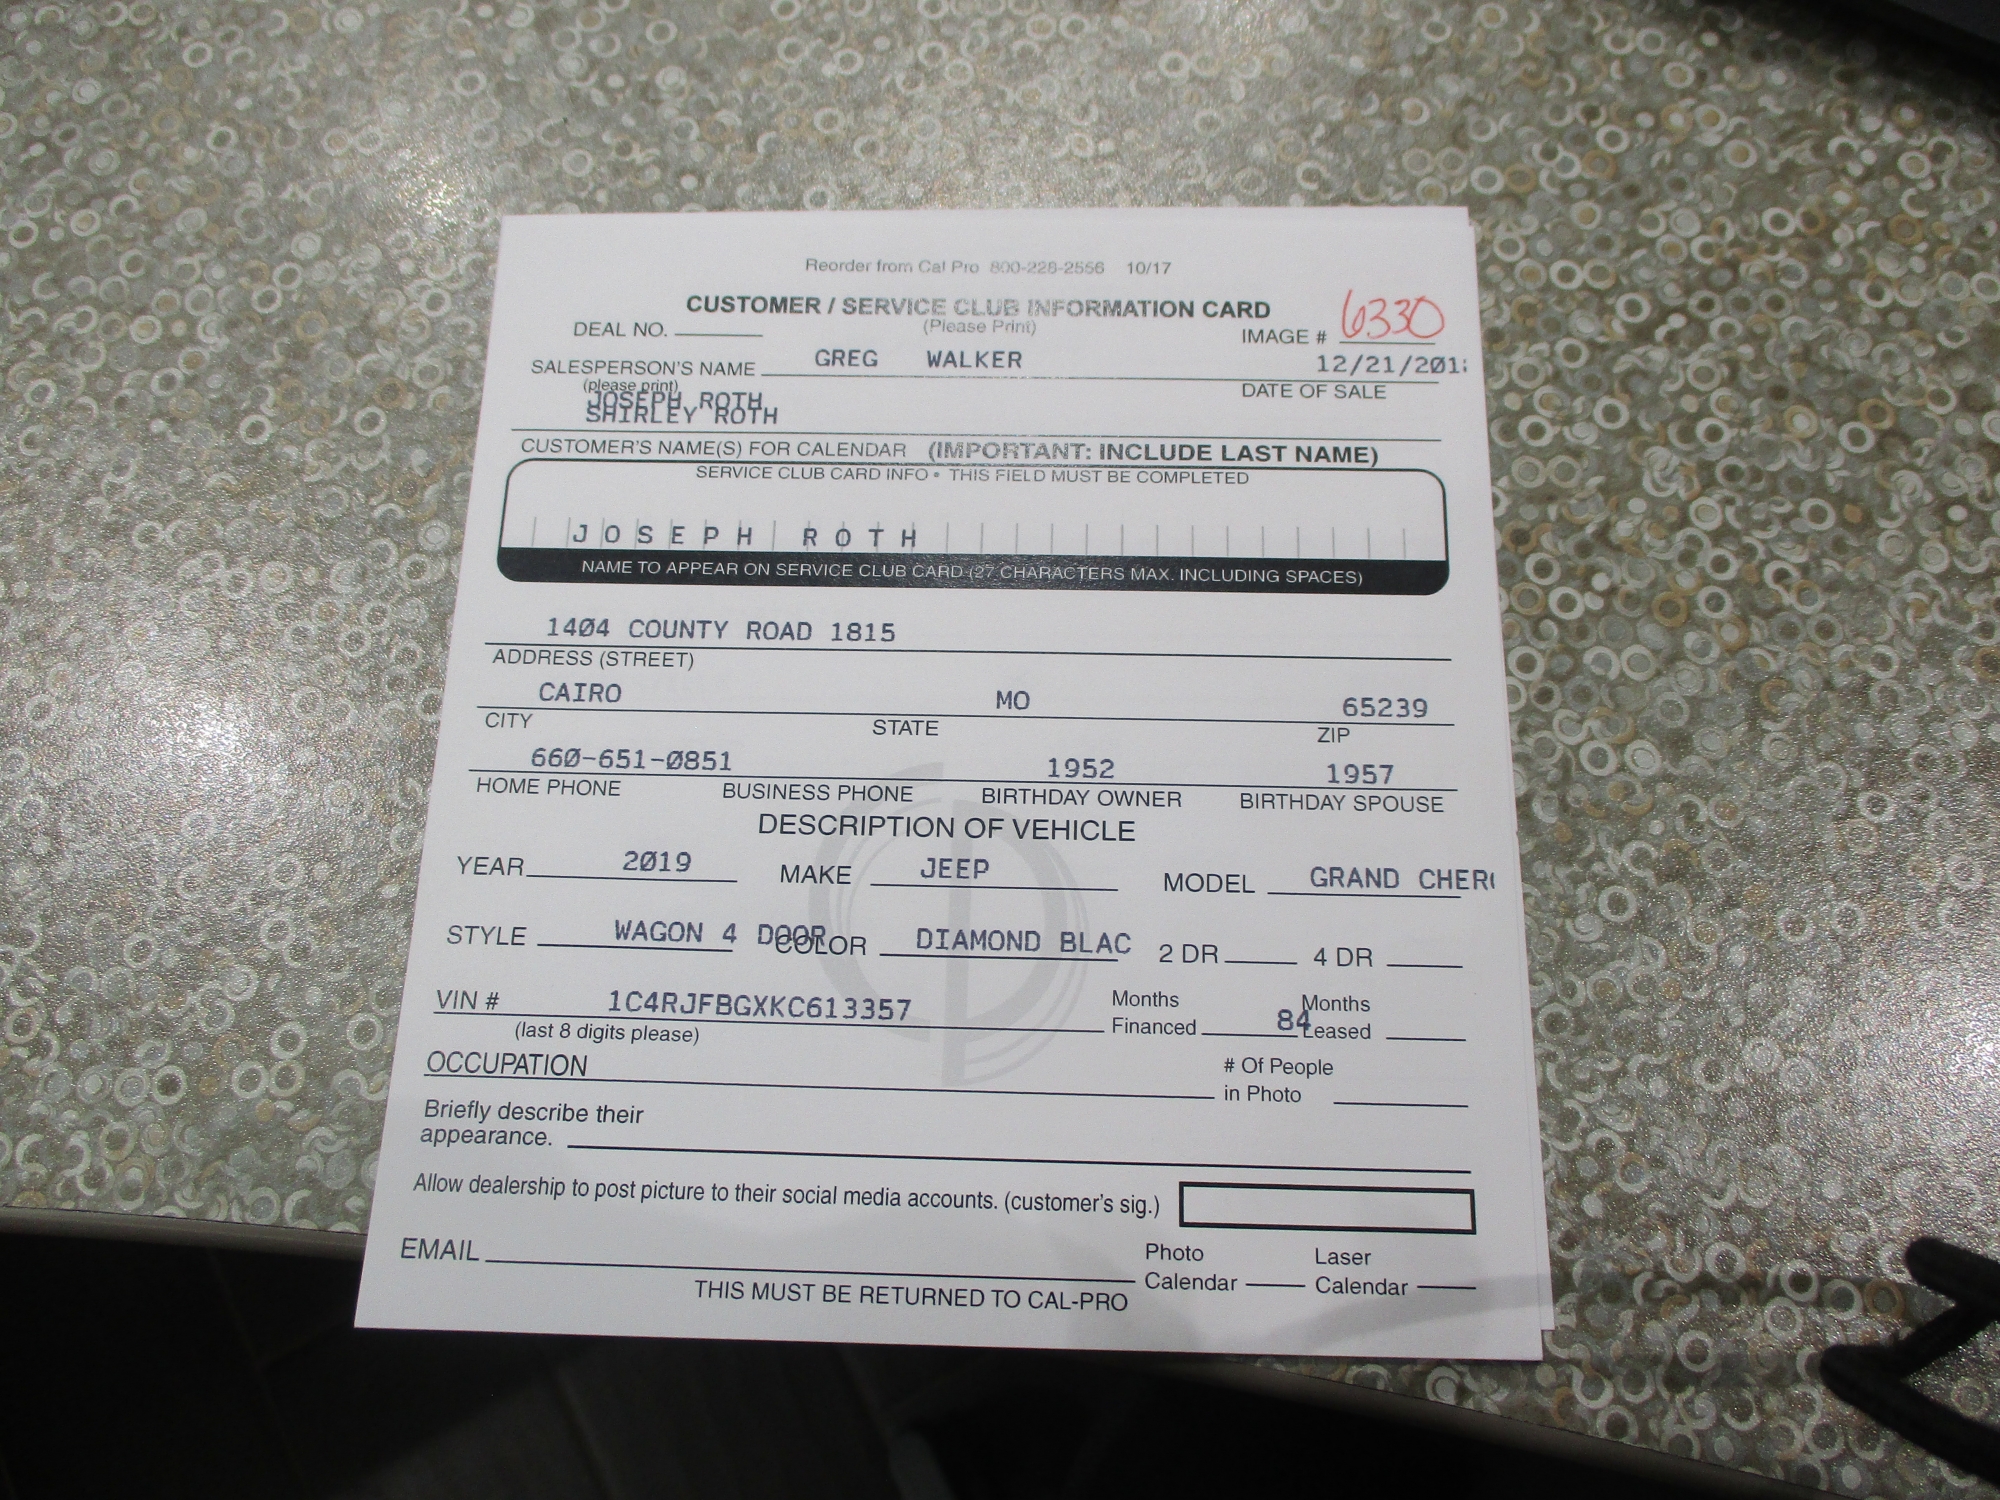 Reorder from Cal Pro 800-228-2556 10/17
CUSTOMER / SERVICE CLUB INFORMATION CARD
(Please Print)
DEAL NO. IMAGE # 6330
SALESPERSON'S NAME GREG WALKER 12/21/201
(please print) DATE OF SALE
JOSEPH ROTH
SHIRLEY ROTH
CUSTOMER'S NAME(S) FOR CALENDAR (IMPORTANT: INCLUDE LAST NAME)
SERVICE CLUB CARD INFO • THIS FIELD MUST BE COMPLETED
JOSEPH ROTH
NAME TO APPEAR ON SERVICE CLUB CARD (27 CHARACTERS MAX. INCLUDING SPACES)
1404 COUNTY ROAD 1815
ADDRESS (STREET)
CAIRO MO 65239
CITY STATE ZIP
660-651-0851 1952 1957
HOME PHONE BUSINESS PHONE BIRTHDAY OWNER BIRTHDAY SPOUSE
DESCRIPTION OF VEHICLE
YEAR 2019 MAKE JEEP MODEL GRAND CHER
STYLE WAGON 4 DOOR COLOR DIAMOND BLAC 2 DR 4 DR
VIN # 1C4RJFBGXKC613357 Months Financed 84 Months Leased
(last 8 digits please)
OCCUPATION # Of People in Photo
Briefly describe their
appearance.
Allow dealership to post picture to their social media accounts. (customer's sig.)
EMAIL Photo Calendar Laser Calendar
THIS MUST BE RETURNED TO CAL-PRO